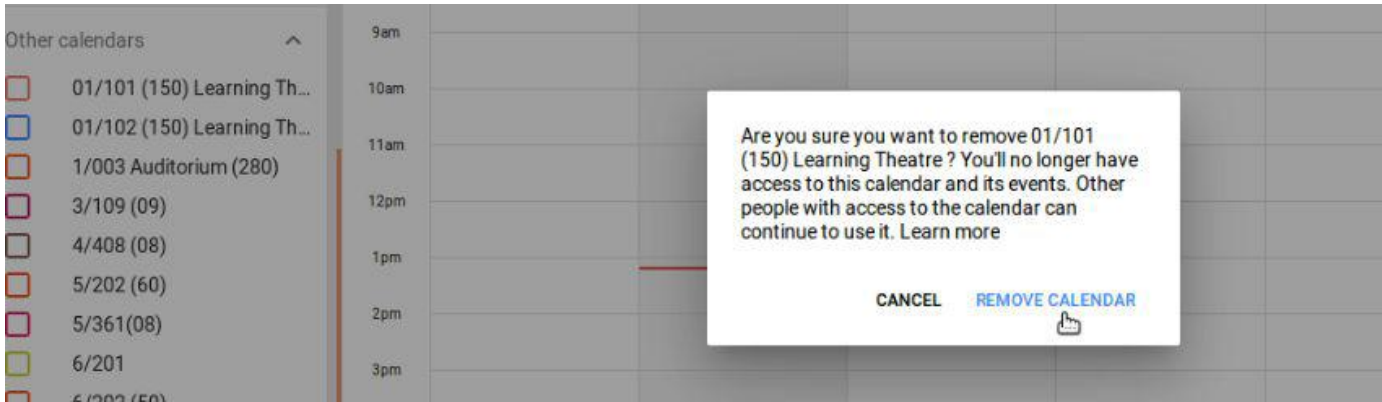 Other calendars
01/101 (150) Learning Th...
01/102 (150) Learning Th...
1/003 Auditorium (280)
3/109 (09)
4/408 (08)
5/202 (60)
5/361(08)
6/201
9am
10am
11am
12pm
1pm
2pm
3pm
Are you sure you want to remove 01/101
(150) Learning Theatre ? You'll no longer have
access to this calendar and its events. Other
people with access to the calendar can
continue to use it. Learn more
CANCEL REMOVE CALENDAR